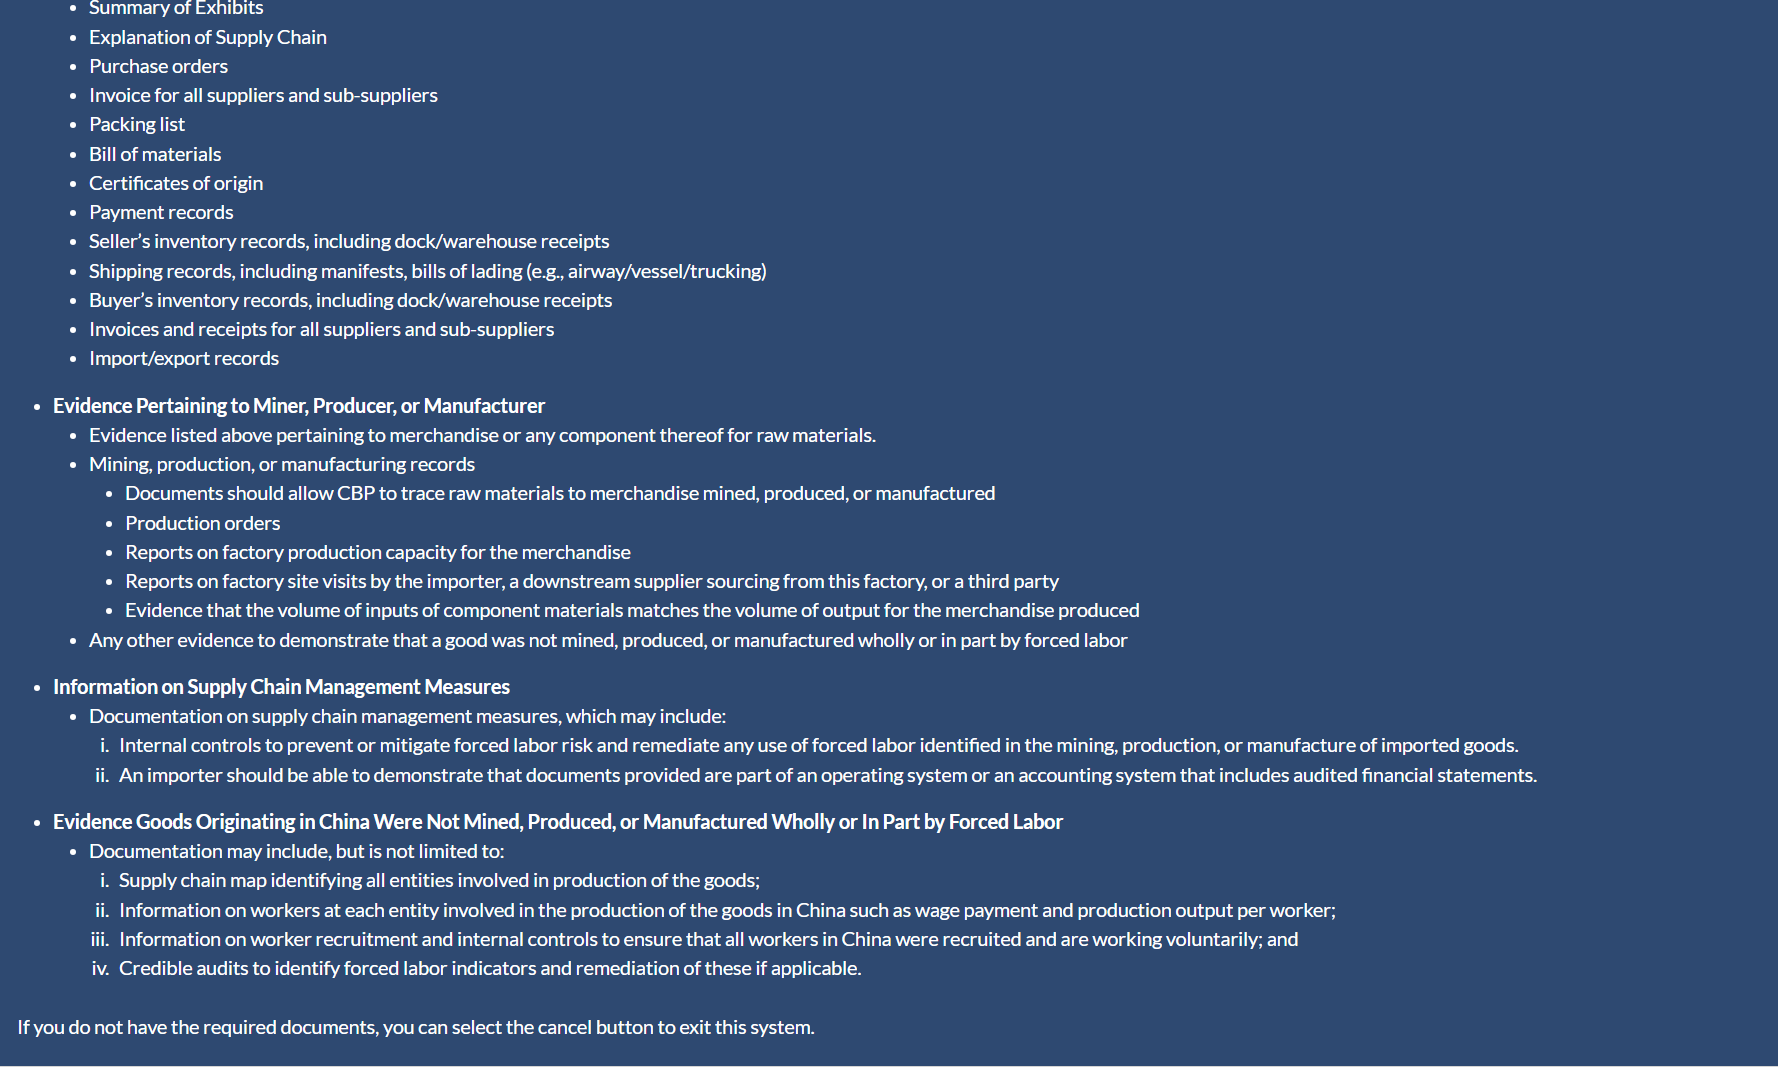 Summary of Exhibits
Explanation of Supply Chain
Purchase orders
Invoice for all suppliers and sub-suppliers
Packing list
Bill of materials
Certificates of origin
Payment records
Seller’s inventory records, including dock/warehouse receipts
Shipping records, including manifests, bills of lading (e.g., airway/vessel/trucking)
Buyer’s inventory records, including dock/warehouse receipts
Invoices and receipts for all suppliers and sub-suppliers
Import/export records
Evidence Pertaining to Miner, Producer, or Manufacturer
Evidence listed above pertaining to merchandise or any component thereof for raw materials.
Mining, production, or manufacturing records
Documents should allow CBP to trace raw materials to merchandise mined, produced, or manufactured
Production orders
Reports on factory production capacity for the merchandise
Reports on factory site visits by the importer, a downstream supplier sourcing from this factory, or a third party
Evidence that the volume of inputs of component materials matches the volume of output for the merchandise produced
Any other evidence to demonstrate that a good was not mined, produced, or manufactured wholly or in part by forced labor
Information on Supply Chain Management Measures
Documentation on supply chain management measures, which may include:
i. Internal controls to prevent or mitigate forced labor risk and remediate any use of forced labor identified in the mining, production, or manufacture of imported goods.
ii. An importer should be able to demonstrate that documents provided are part of an operating system or an accounting system that includes audited financial statements.
Evidence Goods Originating in China Were Not Mined, Produced, or Manufactured Wholly or In Part by Forced Labor
Documentation may include, but is not limited to:
i. Supply chain map identifying all entities involved in production of the goods;
ii. Information on workers at each entity involved in the production of the goods in China such as wage payment and production output per worker;
iii. Information on worker recruitment and internal controls to ensure that all workers in China were recruited and are working voluntarily; and
iv. Credible audits to identify forced labor indicators and remediation of these if applicable.
If you do not have the required documents, you can select the cancel button to exit this system.